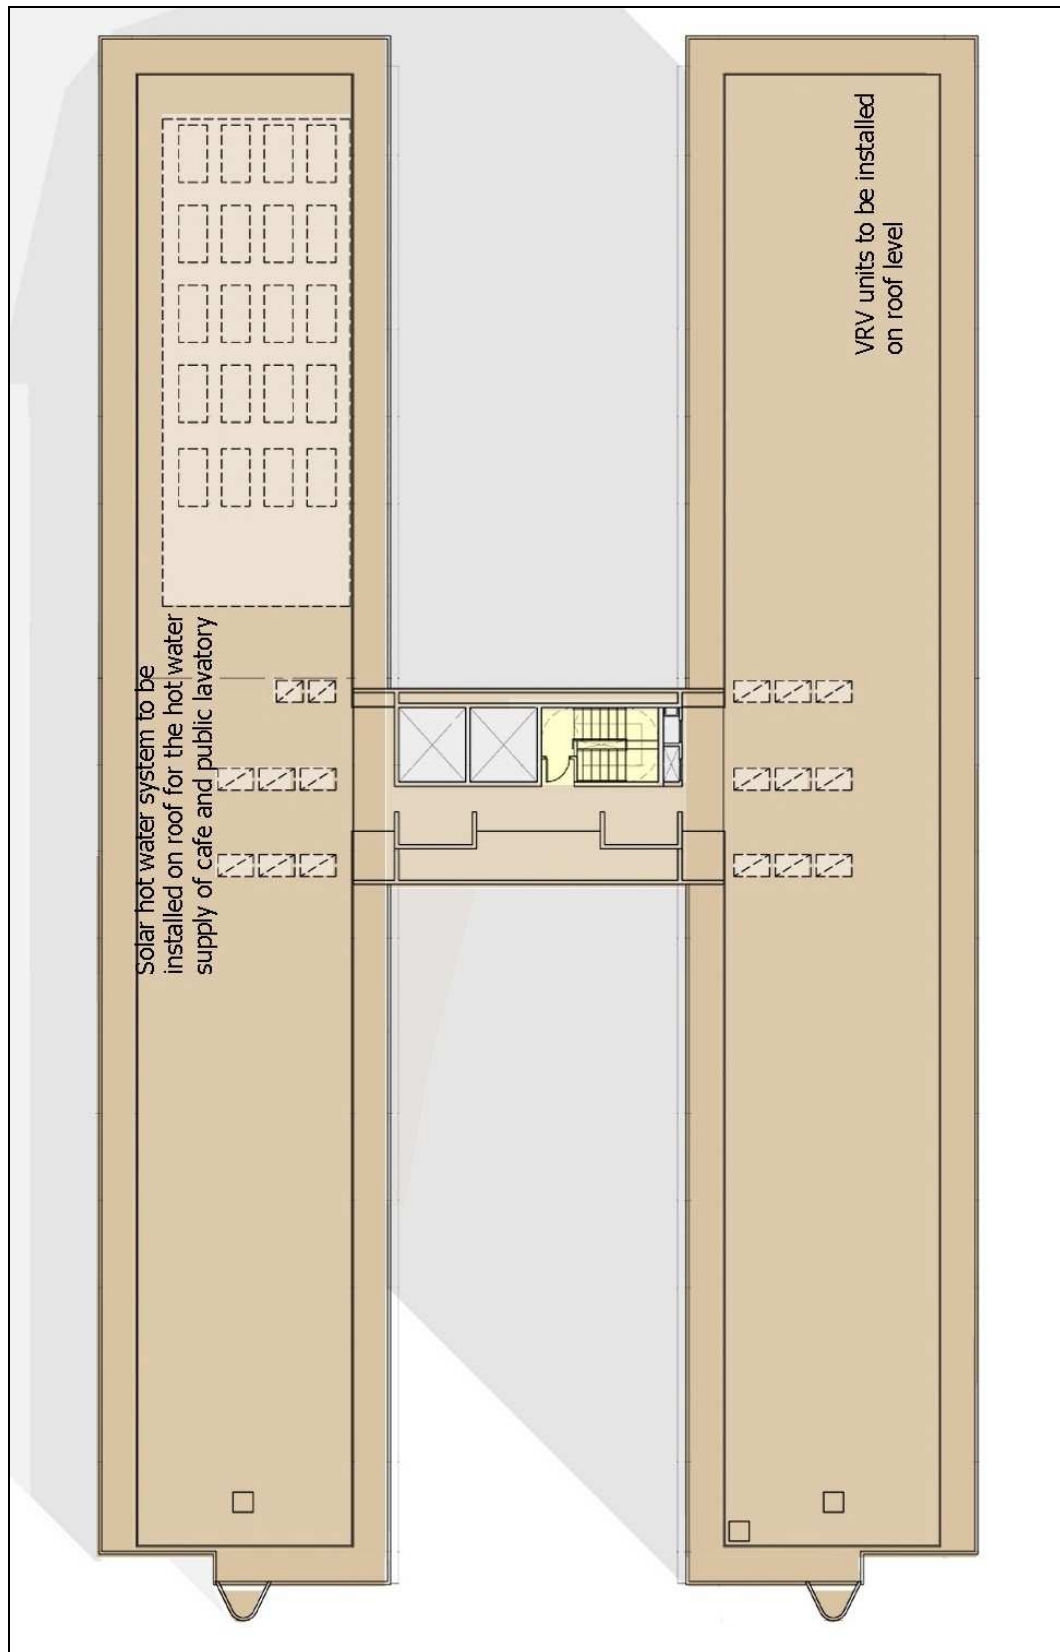 Solar hot water system to be
installed on roof for the hot water
supply of cafe and public lavatory
VRV units to be installed
on roof level